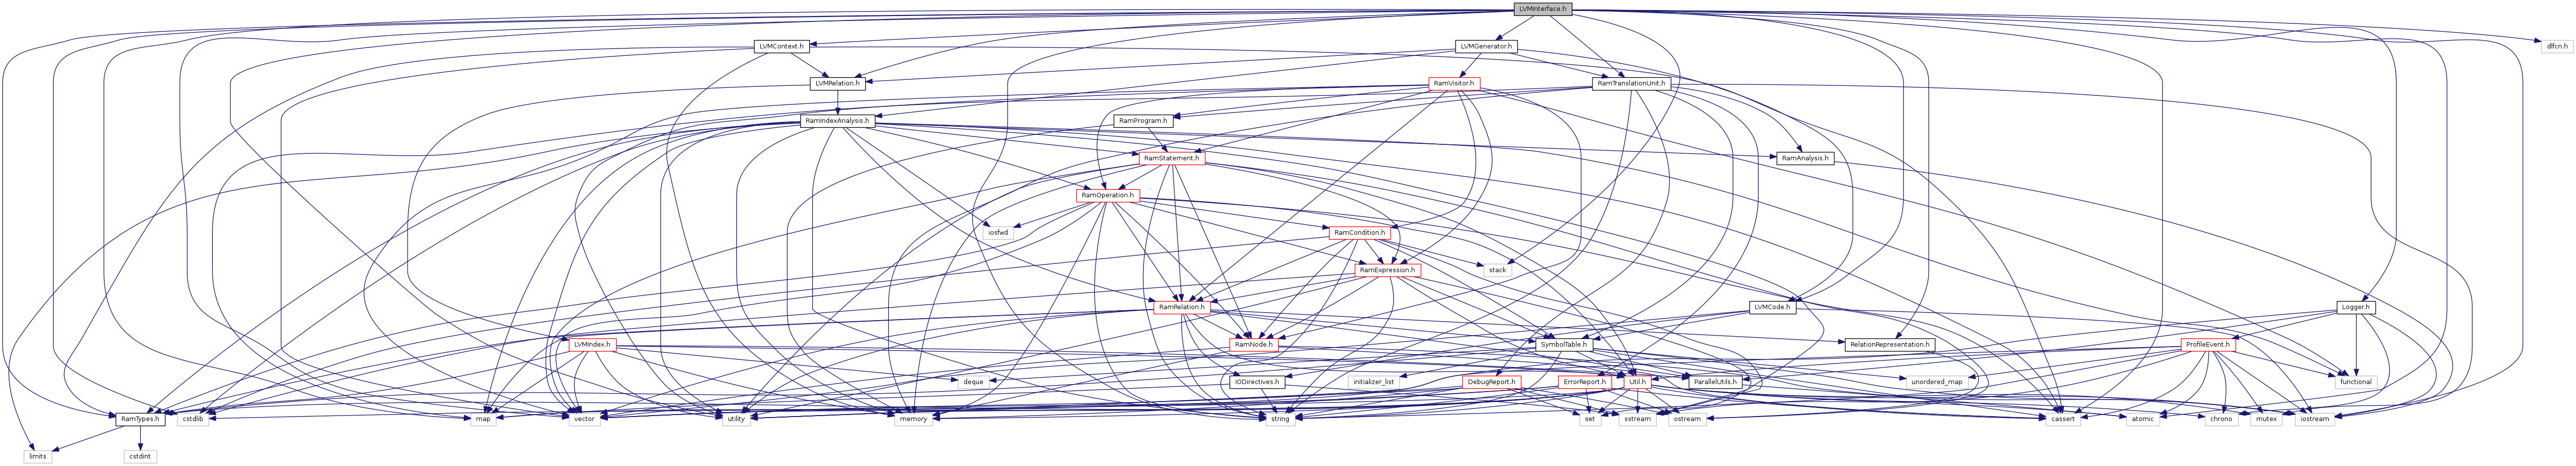 LVMInterface.h
LVMContext.h
LVMGenerator.h
dlfcn.h
LVMRelation.h
RamVisitor.h
RamTranslationUnit.h
RamIndexAnalysis.h
RamProgram.h
RamStatement.h
RamAnalysis.h
RamOperation.h
iosfwd
RamCondition.h
RamExpression.h
stack
RamRelation.h
LVMCode.h
Logger.h
LVMIndex.h
RamNode.h
SymbolTable.h
RelationRepresentation.h
ProfileEvent.h
deque
IODirectives.h
initializer_list
DebugReport.h
ErrorReport.h
Util.h
ParallelUtils.h
unordered_map
functional
RamTypes.h
cstdlib
map
vector
utility
memory
string
set
sstream
ostream
cassert
atomic
chrono
mutex
iostream
limits
cstdint